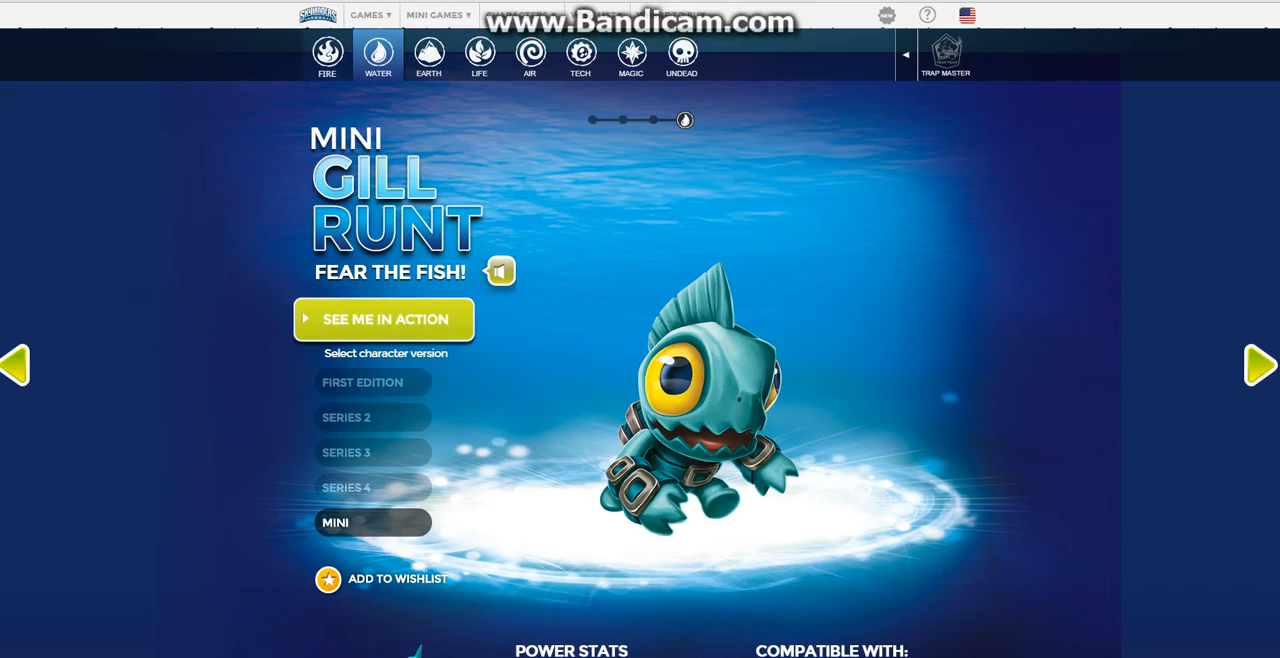 SKYLANDERS
GAMES ▾
MINI GAMES ▾
www.Bandicam.com
NEW
?
FIRE
WATER
EARTH
LIFE
AIR
TECH
MAGIC
UNDEAD
TRAP MASTER
MINI
GILL
RUNT
FEAR THE FISH!
SEE ME IN ACTION
Select character version
FIRST EDITION
SERIES 2
SERIES 3
SERIES 4
MINI
ADD TO WISHLIST
POWER STATS
COMPATIBLE WITH: